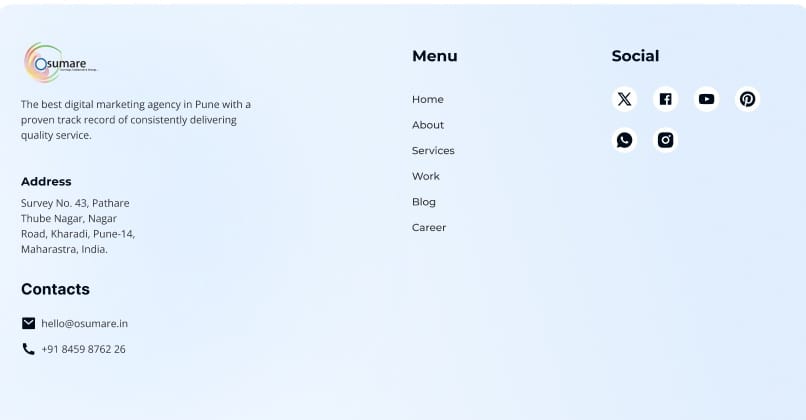 Osumare
The best digital marketing agency in Pune with a
proven track record of consistently delivering
quality service.
Address
Survey No. 43, Pathare
Thube Nagar, Nagar
Road, Kharadi, Pune-14,
Maharastra, India.
Contacts
hello@osumare.in
+91 8459 8762 26
Menu
Home
About
Services
Work
Blog
Career
Social